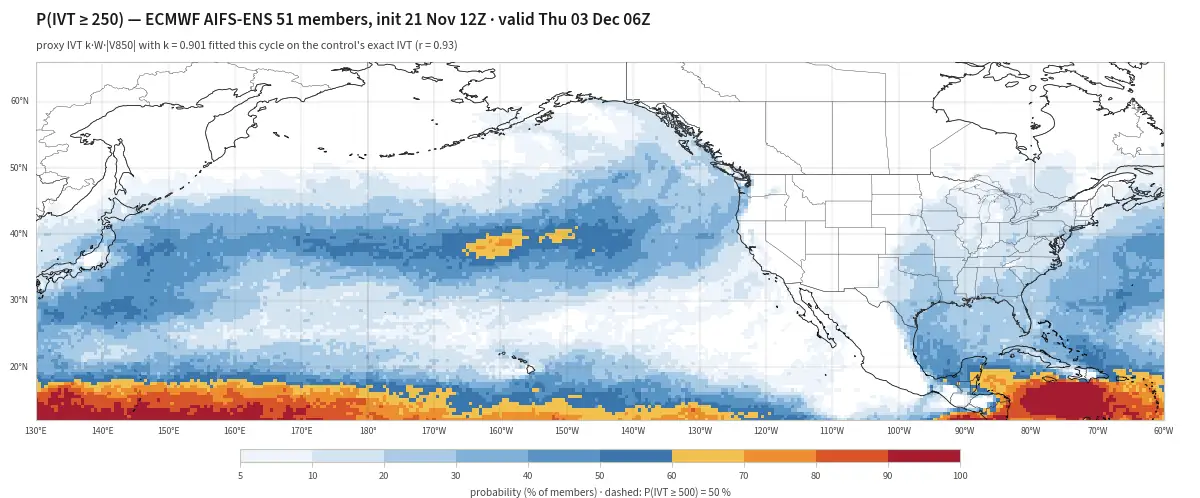 P(IVT ≥ 250) — ECMWF AIFS-ENS 51 members, init 21 Nov 12Z · valid Thu 03 Dec 06Z
proxy IVT k·W·|V850| with k = 0.901 fitted this cycle on the control's exact IVT (r = 0.93)
60°N
50°N
40°N
30°N
20°N
130°E 140°E 150°E 160°E 170°E 180° 170°W 160°W 150°W 140°W 130°W 120°W 110°W 100°W 90°W 80°W 70°W 60°W
5 10 20 30 40 50 60 70 80 90 100
probability (% of members) · dashed: P(IVT ≥ 500) = 50 %